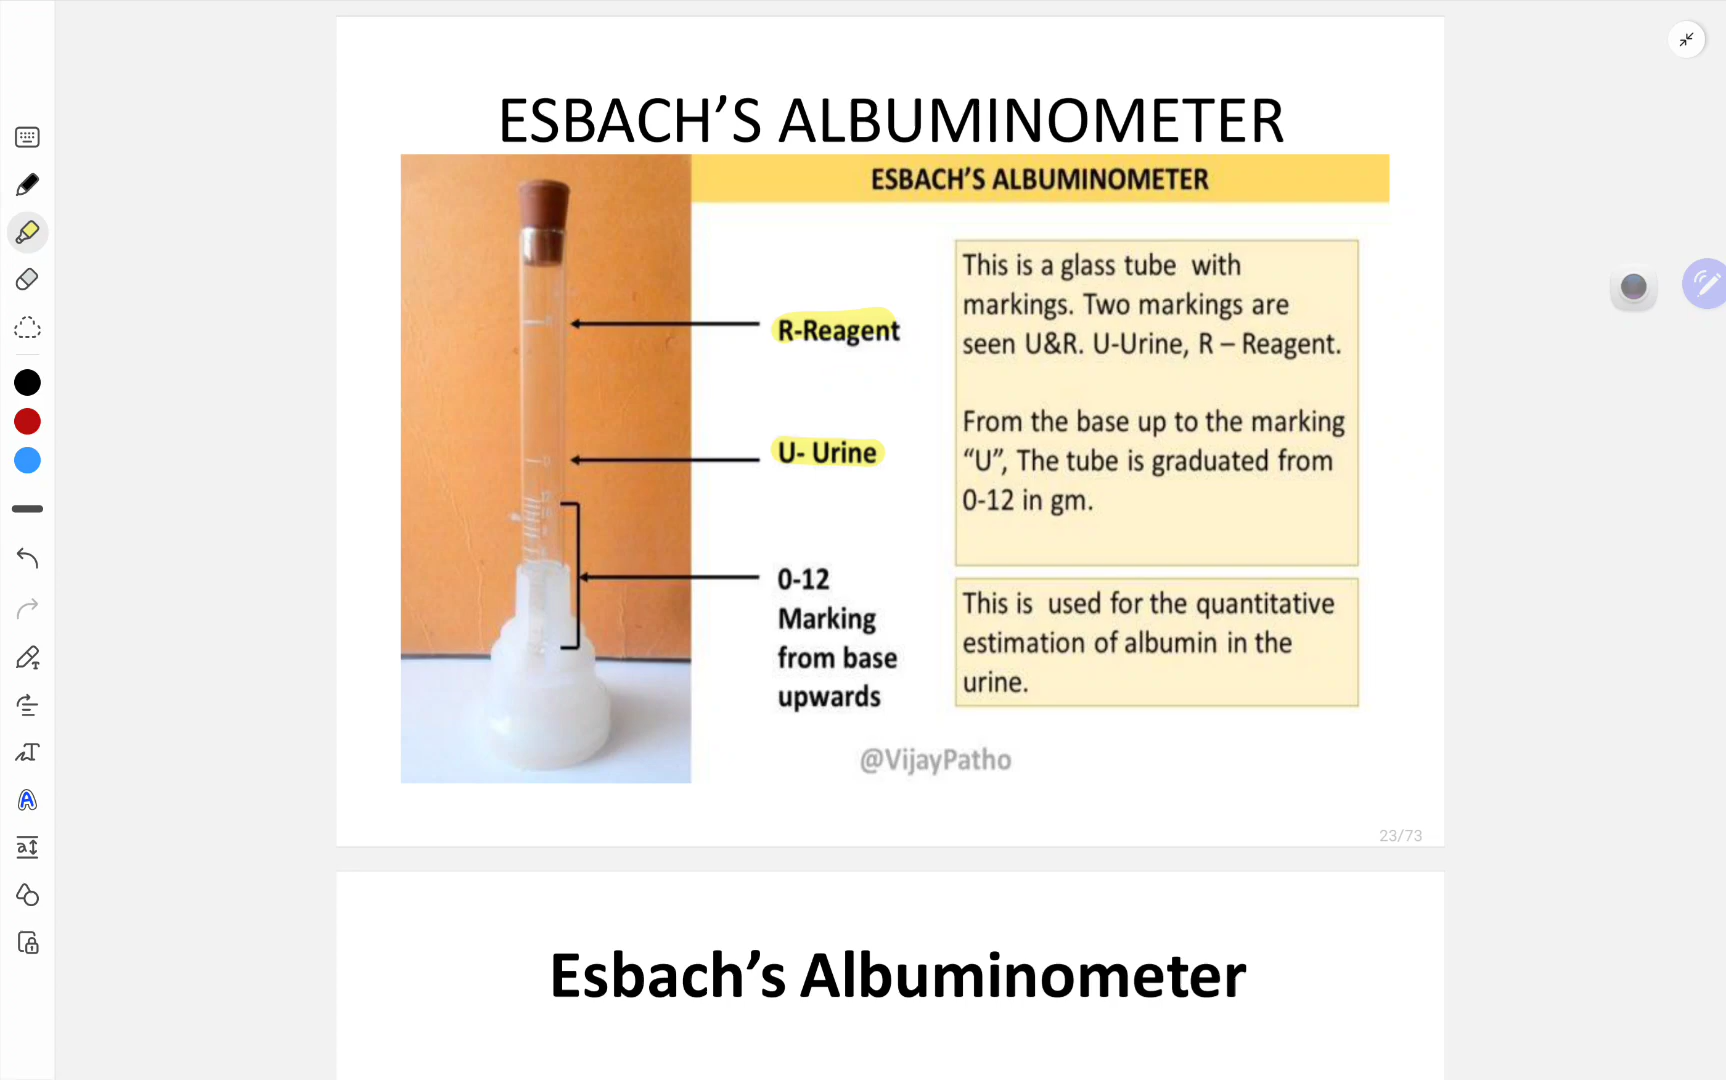 ESBACH’S ALBUMINOMETER
ESBACH’S ALBUMINOMETER
R-Reagent
U- Urine
0-12
Marking
from base
upwards
This is a glass tube with
markings. Two markings are
seen U&R. U-Urine, R – Reagent.
From the base up to the marking
“U”, The tube is graduated from
0-12 in gm.
This is used for the quantitative
estimation of albumin in the
urine.
@VijayPatho
23/73
Esbach’s Albuminometer